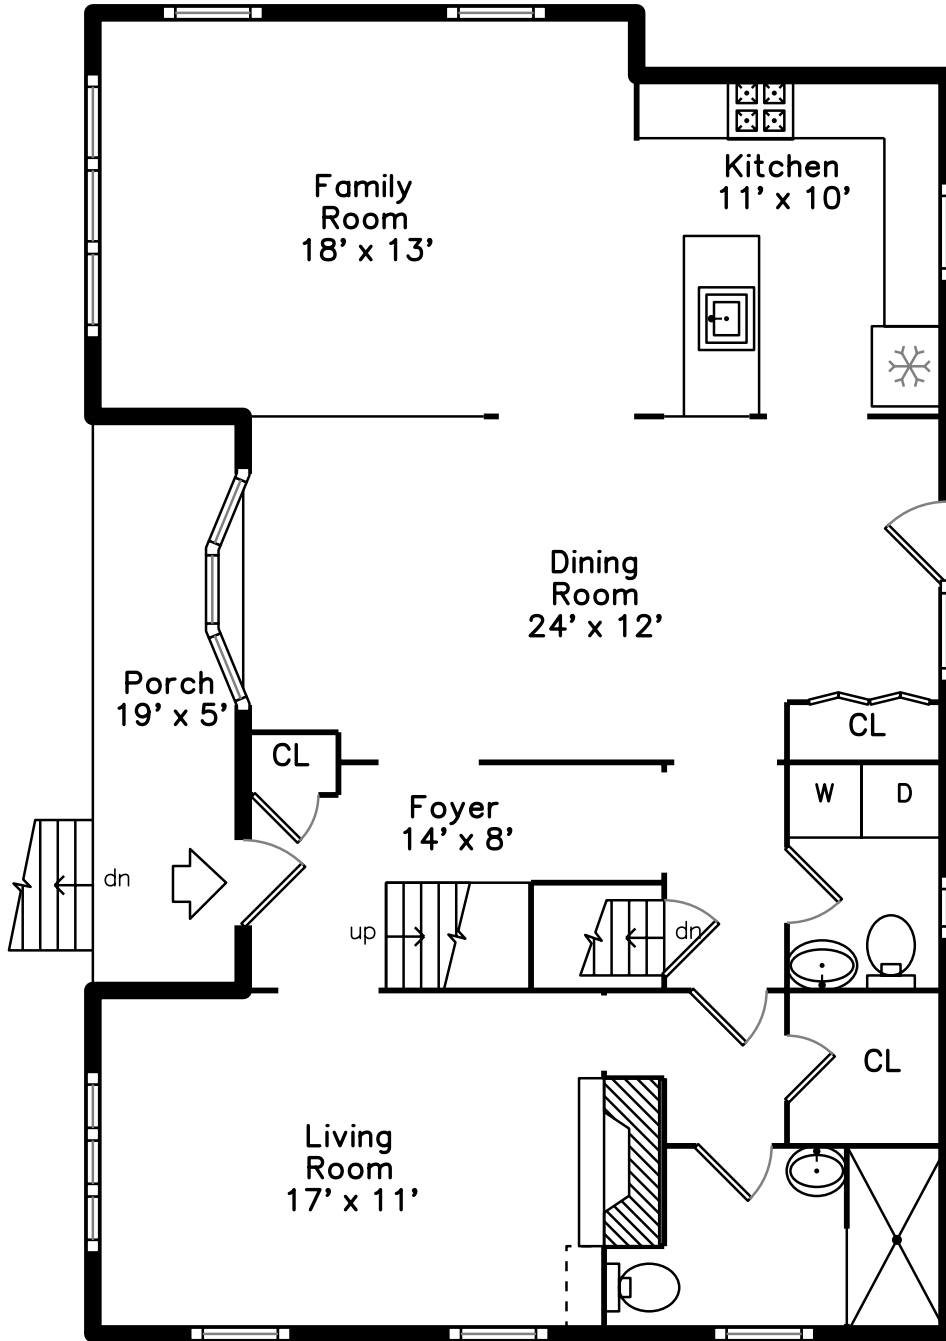 Family
Room
18' x 13'
Kitchen
11' x 10'
Dining
Room
24' x 12'
Porch
19' x 5'
CL
CL
W
D
Foyer
14' x 8'
dn
up
dn
CL
Living
Room
17' x 11'